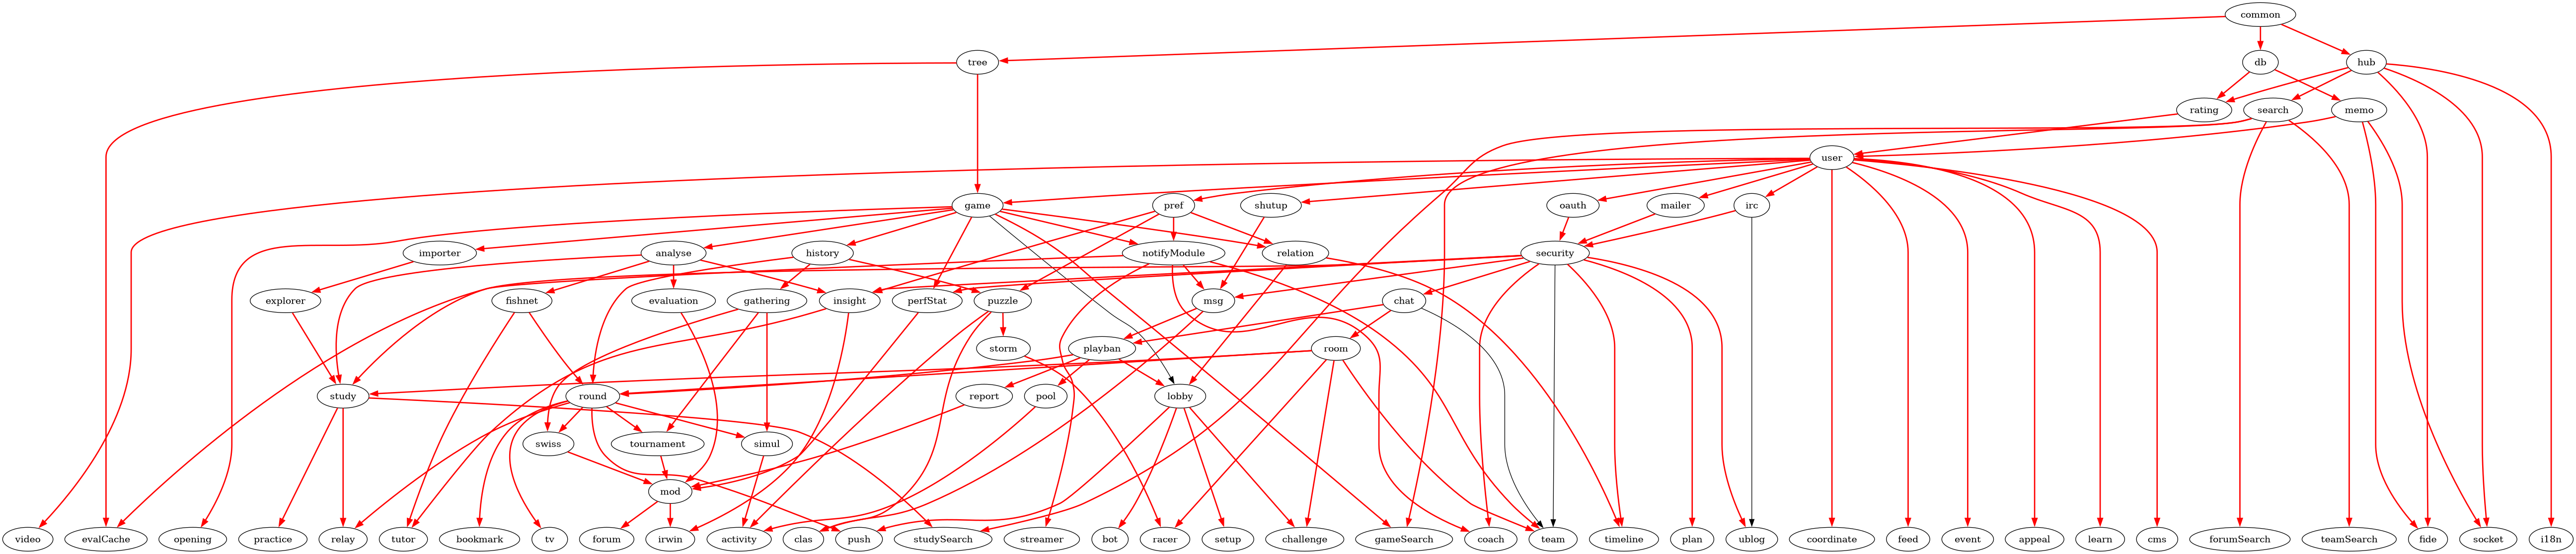 common
tree
db
hub
rating
search
memo
user
game
pref
shutup
oauth
mailer
irc
importer
analyse
history
notifyModule
relation
security
explorer
fishnet
evaluation
gathering
insight
perfStat
puzzle
msg
chat
storm
playban
room
study
round
report
pool
lobby
swiss
tournament
simul
mod
video
evalCache
opening
practice
relay
tutor
bookmark
tv
forum
irwin
activity
clas
push
studySearch
streamer
bot
racer
setup
challenge
gameSearch
coach
team
timeline
plan
ublog
coordinate
feed
event
appeal
learn
cms
forumSearch
teamSearch
fide
socket
i18n